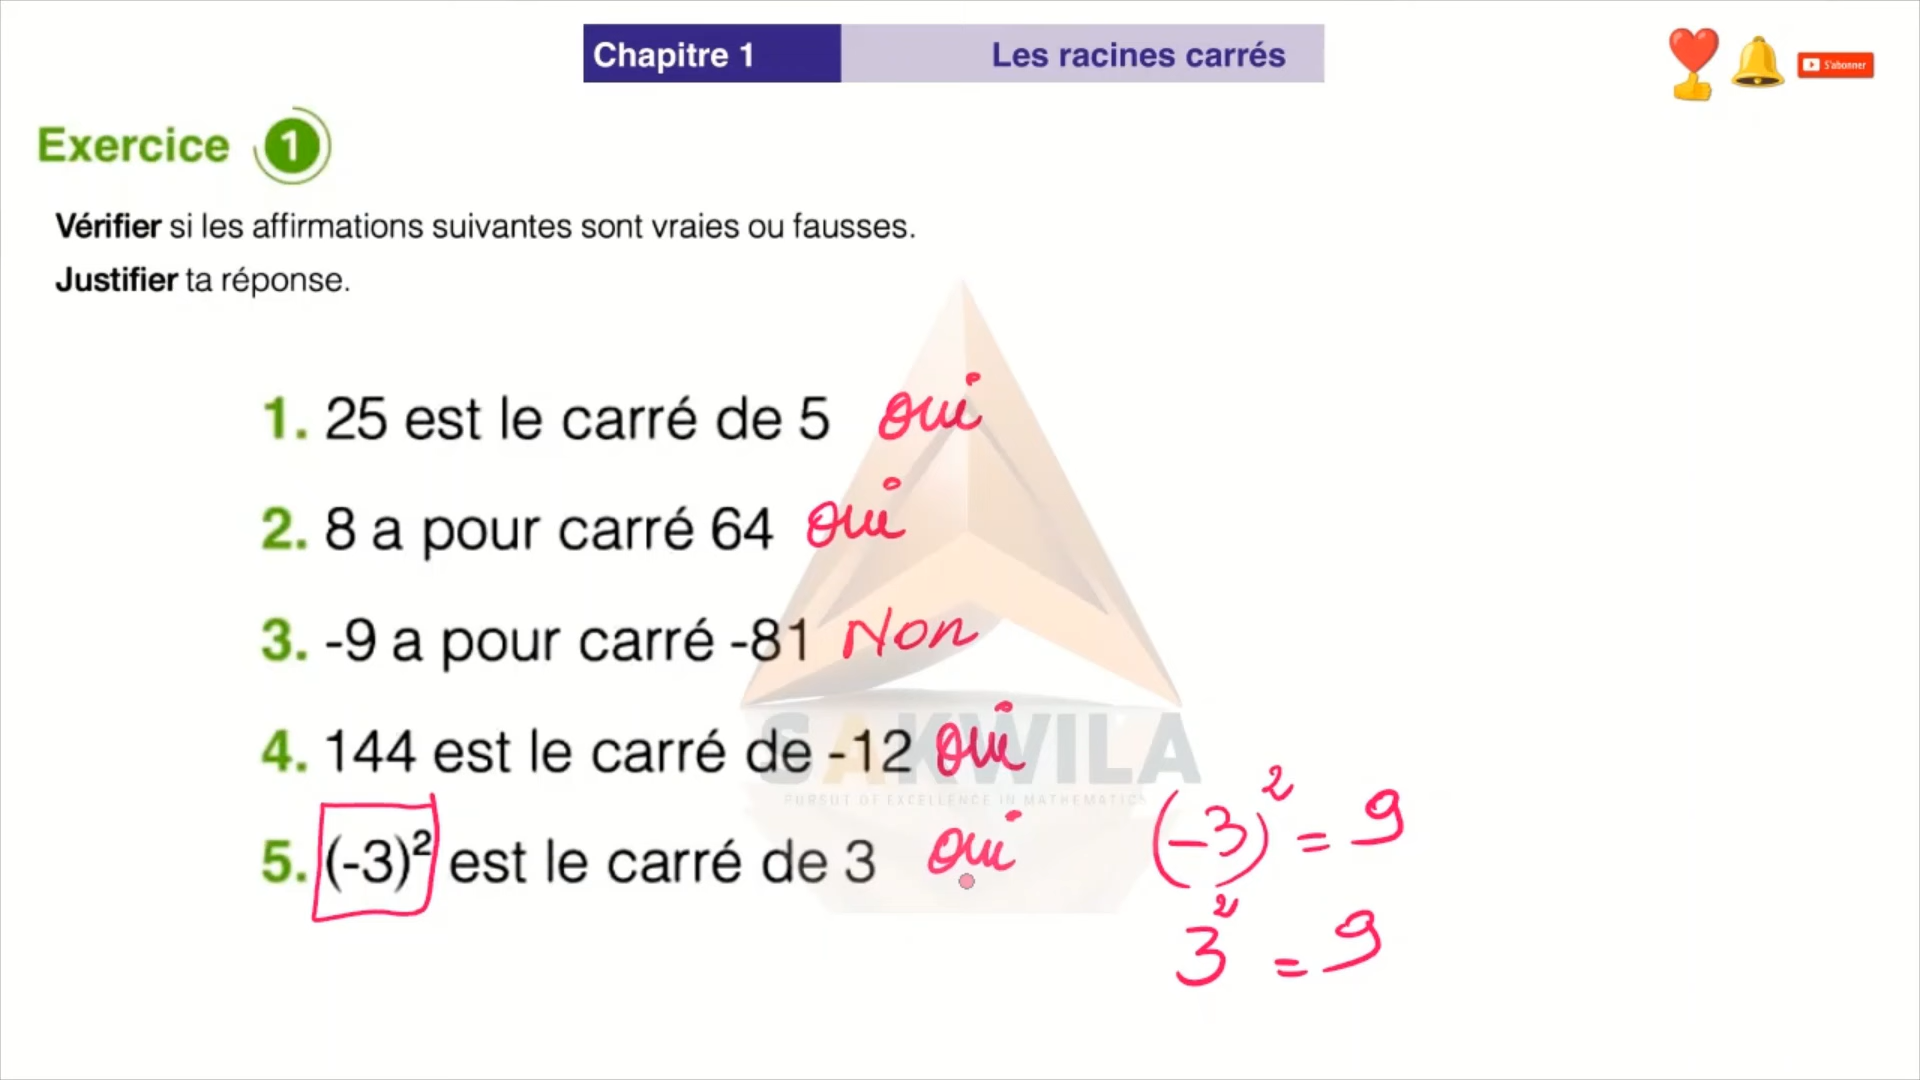 Chapitre 1 Les racines carrés
S'abonner
Exercice 1
Vérifier si les affirmations suivantes sont vraies ou fausses.
Justifier ta réponse.
1. 25 est le carré de 5 oui
2. 8 a pour carré 64 oui
3. -9 a pour carré -81 Non
4. 144 est le carré de -12 oui
SAKWILA
PURSUT OF EXCELLENCE IN MATHEMATICS
5. (-3)² est le carré de 3 oui
(-3)² = 9
3² = 9